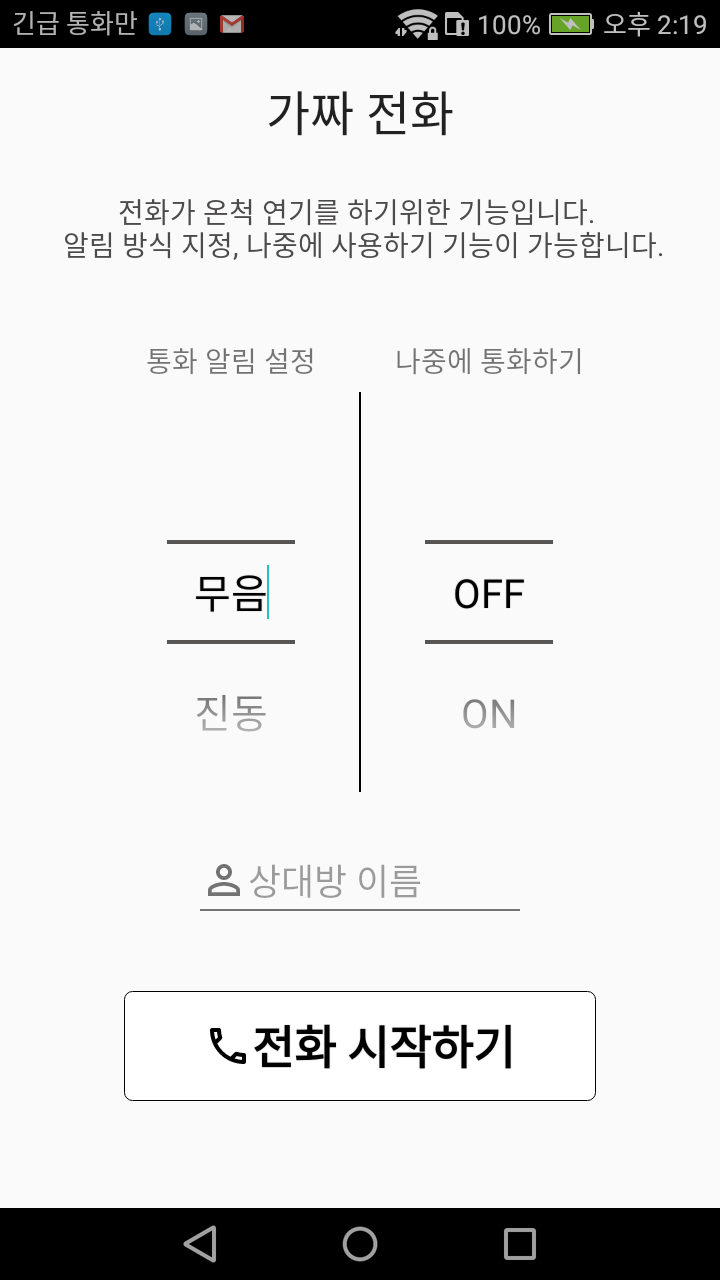 긴급 통화만 100% 오후 2:19
가짜 전화
전화가 온척 연기를 하기위한 기능입니다.
알림 방식 지정, 나중에 사용하기 기능이 가능합니다.
통화 알림 설정 나중에 통화하기
무음 OFF
진동 ON
상대방 이름
전화 시작하기